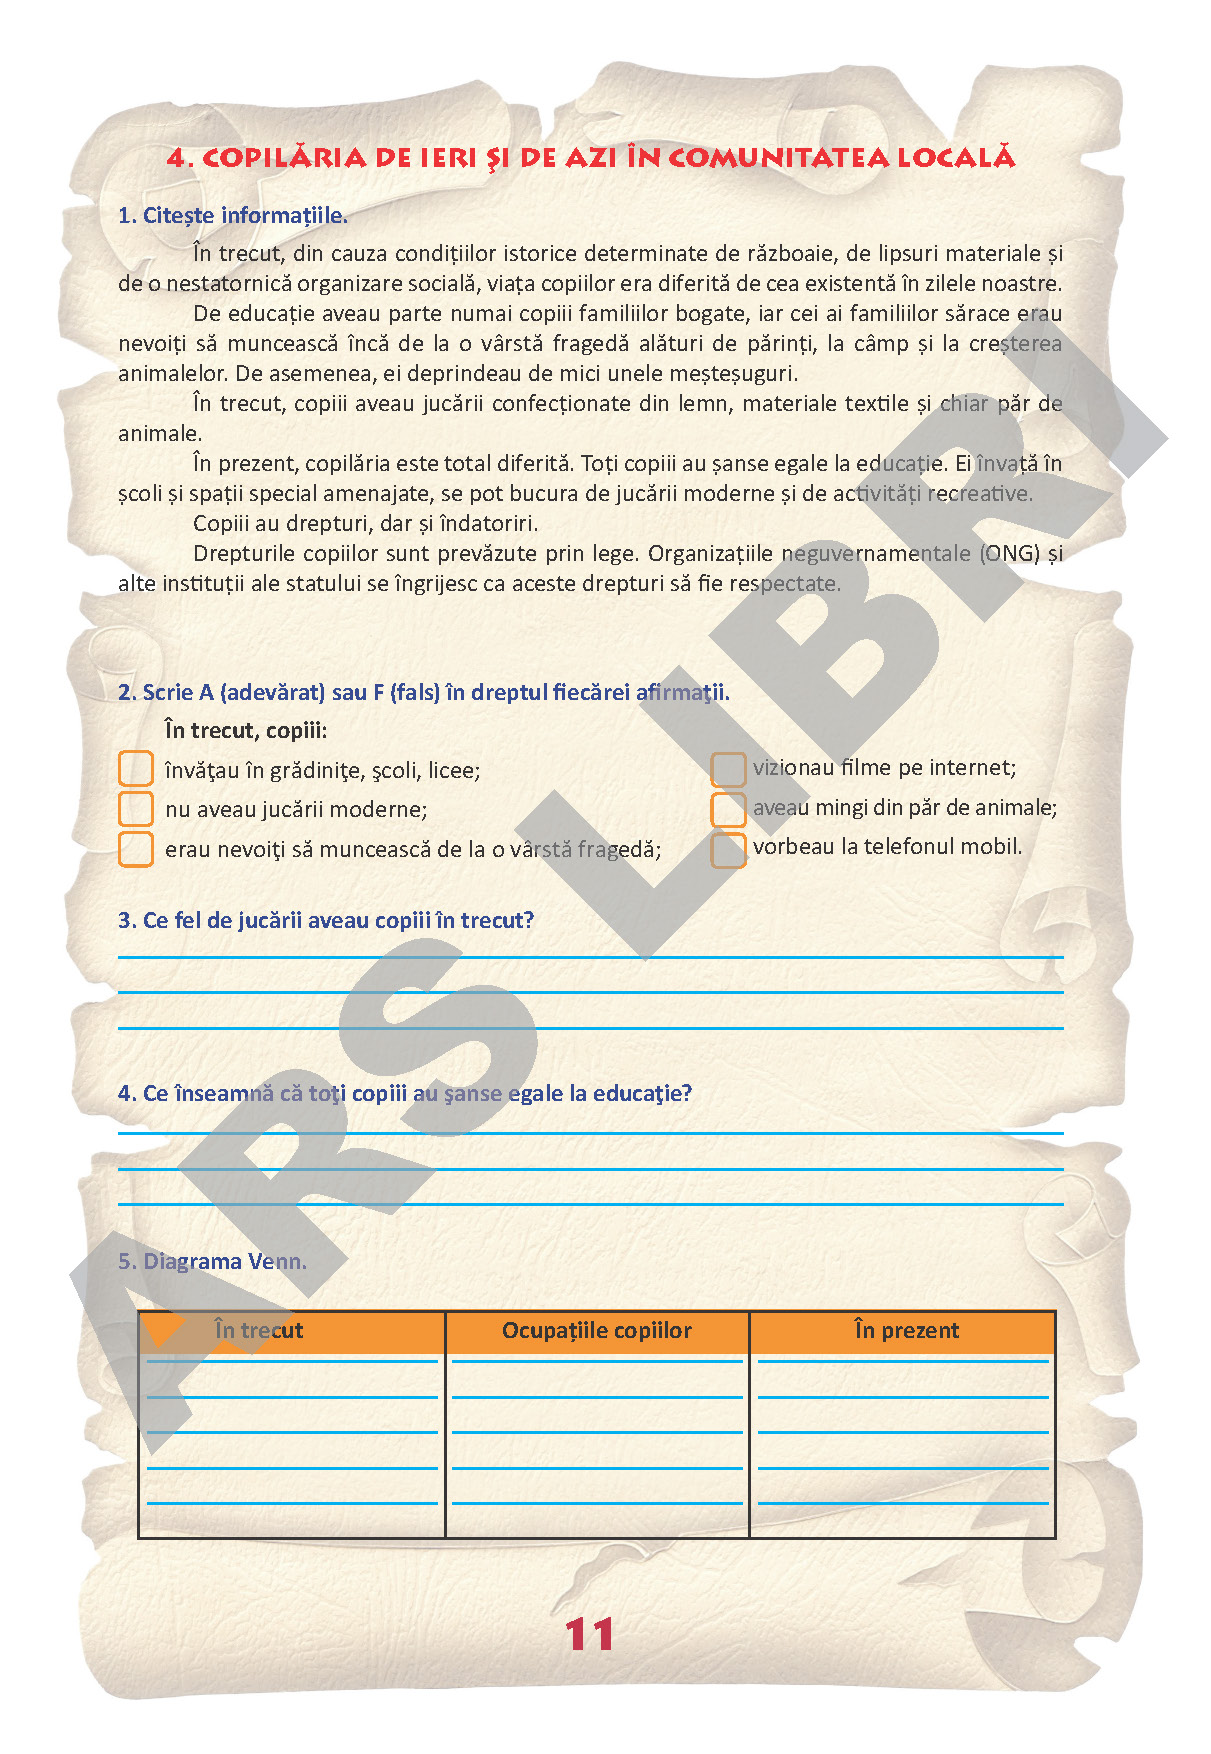 4. COPILĂRIA DE IERI ŞI DE AZI ÎN COMUNITATEA LOCALĂ
1. Citește informațiile.
În trecut, din cauza condițiilor istorice determinate de războaie, de lipsuri materiale și
de o nestatornică organizare socială, viața copiilor era diferită de cea existentă în zilele noastre.
De educație aveau parte numai copiii familiilor bogate, iar cei ai familiilor sărace erau
nevoiți să muncească încă de la o vârstă fragedă alături de părinți, la câmp și la creșterea
animalelor. De asemenea, ei deprindeau de mici unele meșteșuguri.
În trecut, copiii aveau jucării confecționate din lemn, materiale textile și chiar păr de
animale.
În prezent, copilăria este total diferită. Toți copiii au șanse egale la educație. Ei învață în
școli și spații special amenajate, se pot bucura de jucării moderne și de activități recreative.
Copiii au drepturi, dar și îndatoriri.
Drepturile copiilor sunt prevăzute prin lege. Organizațiile neguvernamentale (ONG) și
alte instituții ale statului se îngrijesc ca aceste drepturi să fie respectate.
2. Scrie A (adevărat) sau F (fals) în dreptul fiecărei afirmaţii.
În trecut, copiii:
învăţau în grădiniţe, şcoli, licee;
nu aveau jucării moderne;
erau nevoiţi să muncească de la o vârstă fragedă;
vizionau filme pe internet;
aveau mingi din păr de animale;
vorbeau la telefonul mobil.
3. Ce fel de jucării aveau copiii în trecut?
4. Ce înseamnă că toţi copiii au şanse egale la educaţie?
5. Diagrama Venn.
În trecut
Ocupațiile copiilor
În prezent
11
ARS LIBRI